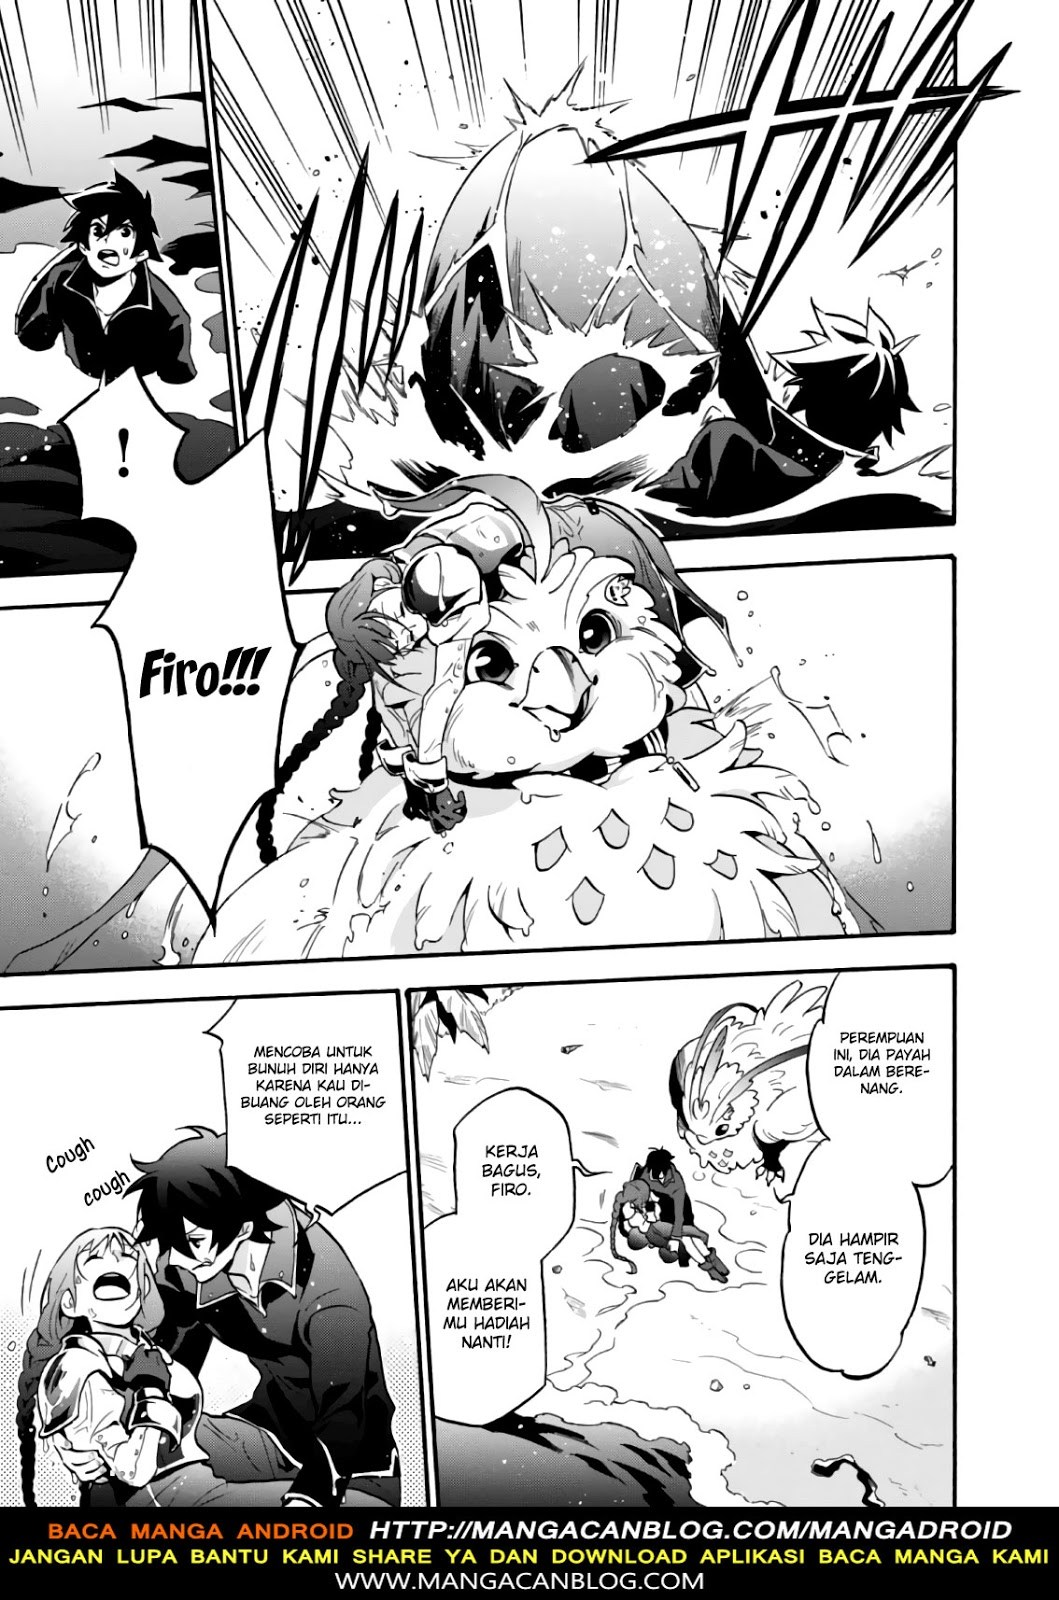 !
Firo!!!
PEREMPUAN
INI, DIA PAYAH
DALAM BERE-
NANG.
DIA HAMPIR
SAJA TENG-
GELAM.
KERJA
BAGUS,
FIRO.
AKU AKAN
MEMBERI-
MU HADIAH
NANTI!
MENCOBA UNTUK
BUNUH DIRI HANYA
KARENA KAU DI-
BUANG OLEH ORANG
SEPERTI ITU...
Cough
cough
BACA MANGA ANDROID HTTP://MANGACANBLOG.COM/MANGADROID
JANGAN LUPA BANTU KAMI SHARE YA DAN DOWNLOAD APLIKASI BACA MANGA KAMI
WWW.MANGACANBLOG.COM